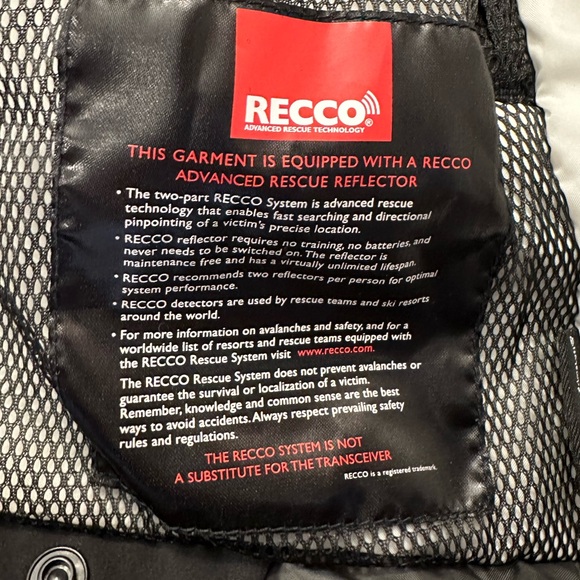 RECCO®
ADVANCED RESCUE TECHNOLOGY
THIS GARMENT IS EQUIPPED WITH A RECCO
ADVANCED RESCUE REFLECTOR
• The two-part RECCO System is advanced rescue
technology that enables fast searching and directional
pinpointing of a victim's precise location.
• RECCO reflector requires no training, no batteries, and
never needs to be switched on. The reflector is
maintenance free and has a virtually unlimited lifespan.
• RECCO recommends two reflectors per person for optimal
system performance.
• RECCO detectors are used by rescue teams and ski resorts
around the world.
• For more information on avalanches and safety, and for a
worldwide list of resorts and rescue teams equipped with
the RECCO Rescue System visit www.recco.com.
The RECCO Rescue System does not prevent avalanches or
guarantee the survival or localization of a victim.
Remember, knowledge and common sense are the best
ways to avoid accidents. Always respect prevailing safety
rules and regulations.
THE RECCO SYSTEM IS NOT
A SUBSTITUTE FOR THE TRANSCEIVER
RECCO is a registered trademark.